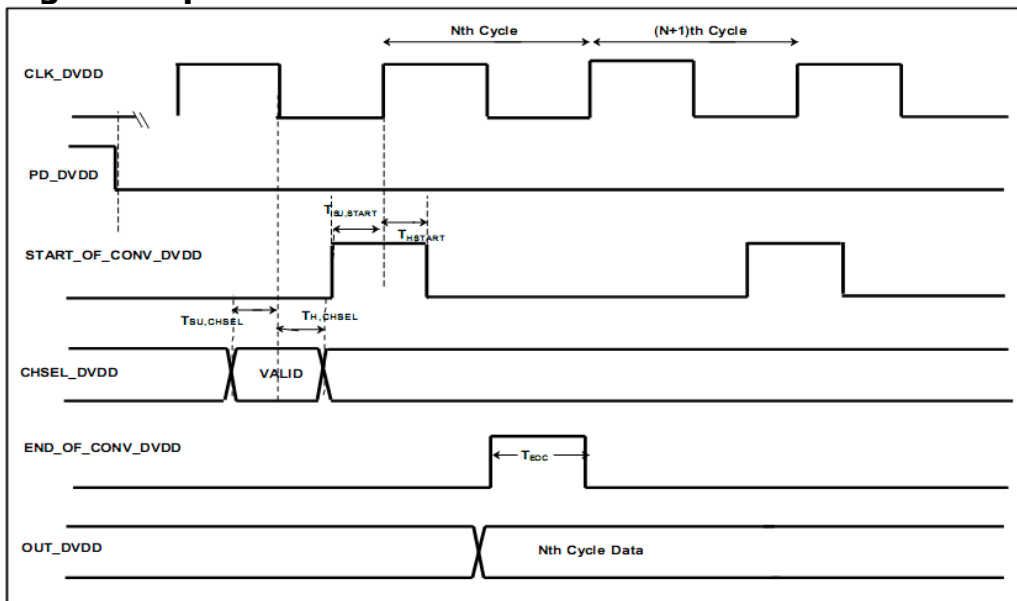 Nth Cycle
(N+1)th Cycle
CLK_DVDD
PD_DVDD
TSU,START
THSTART
START_OF_CONV_DVDD
TSU,CHSEL
TH,CHSEL
CHSEL_DVDD
VALID
END_OF_CONV_DVDD
TEOC
OUT_DVDD
Nth Cycle Data